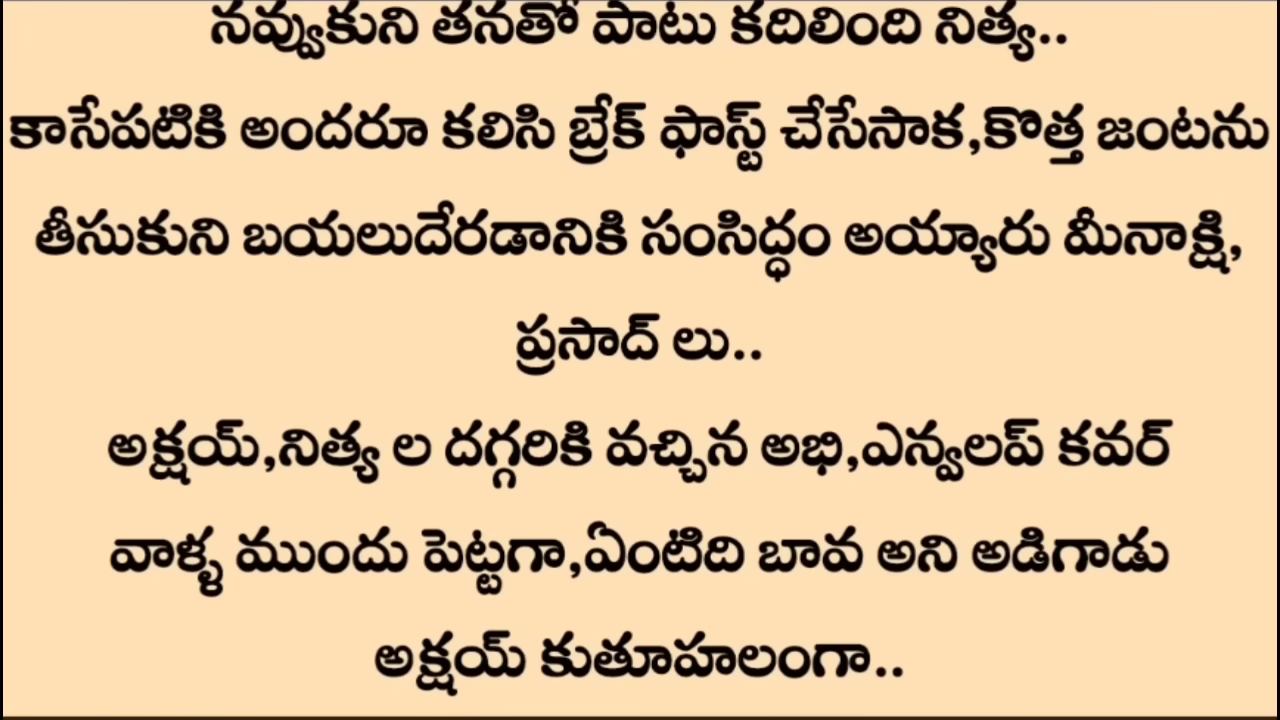 నవ్వుకుని తనతో పాటు కదిలింది నిత్య..
కాసేపటికి అందరూ కలిసి బ్రేక్ ఫాస్ట్ చేసేసాక,కొత్త జంటను
తీసుకుని బయలుదేరడానికి సంసిద్ధం అయ్యారు మీనాక్షి,
ప్రసాద్ లు..
అక్షయ్,నిత్య ల దగ్గరికి వచ్చిన అభి,ఎన్వలప్ కవర్
వాళ్ళ ముందు పెట్టగా,ఏంటిది బావ అని అడిగాడు
అక్షయ్ కుతూహలంగా..